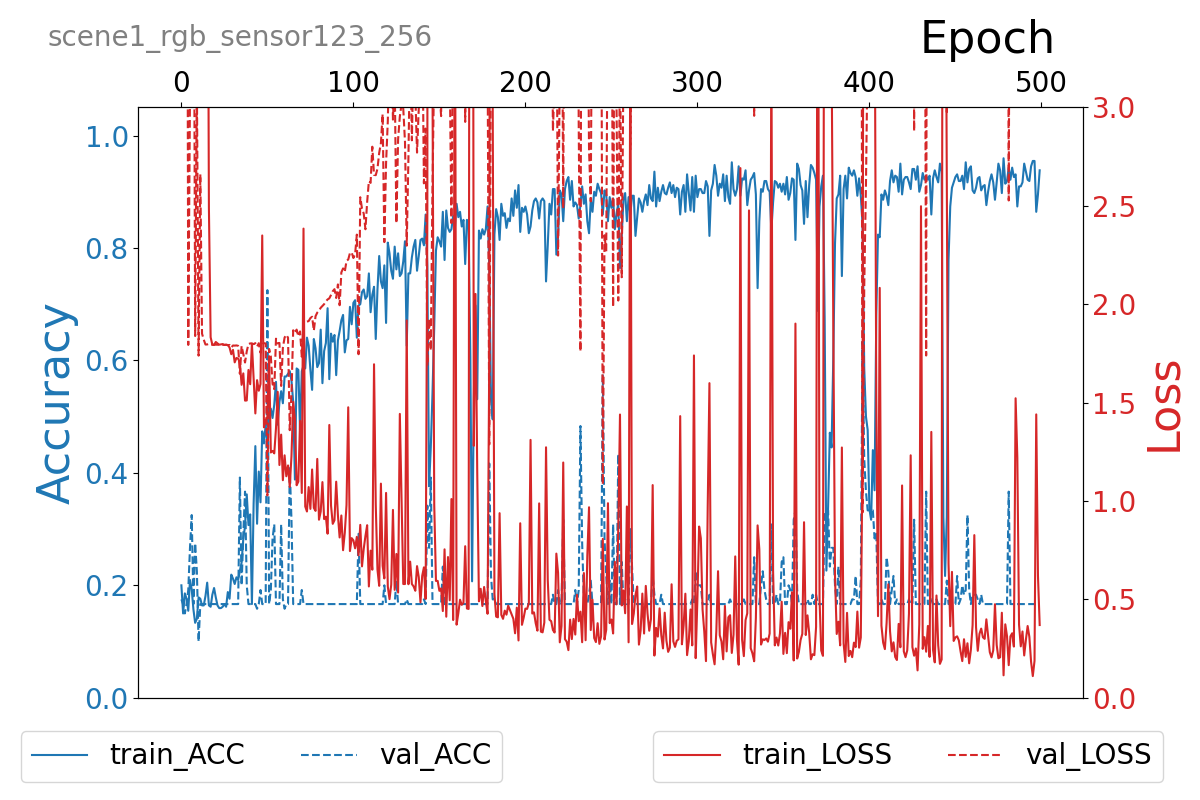 scene1_rgb_sensor123_256
Epoch
0 100 200 300 400 500
1.0
0.8
0.6
0.4
0.2
0.0
Accuracy
3.0
2.5
2.0
1.5
1.0
0.5
0.0
Loss
train_ACC val_ACC
train_LOSS val_LOSS